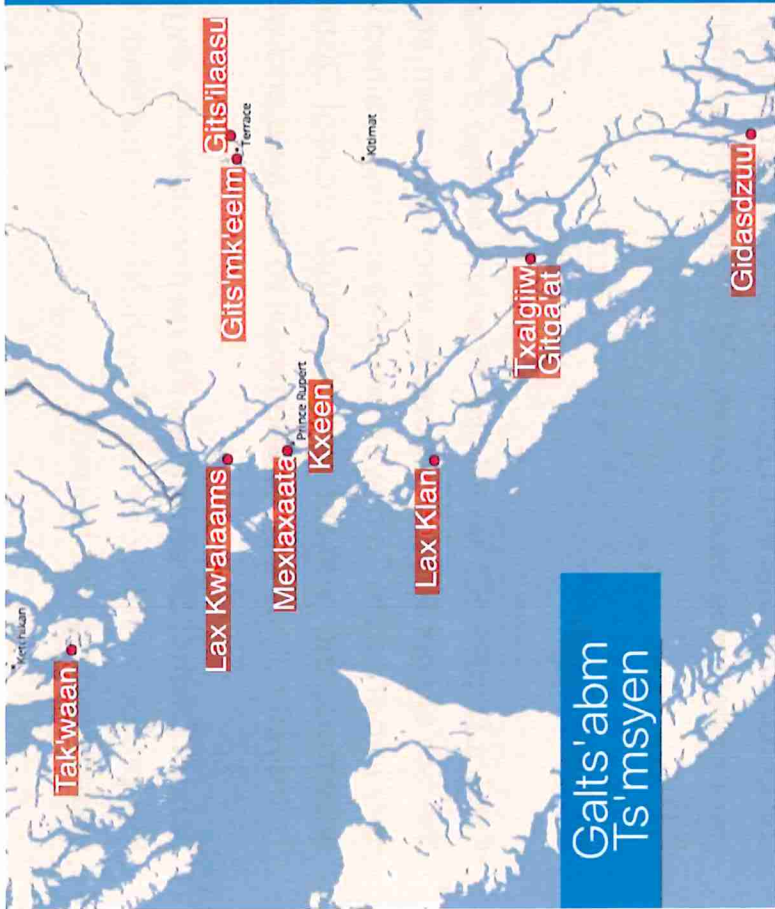 Ketchikan
Tak'waan
Gits'ilaasu
Terrace
Gits'mk'eelm
Lax Kw'alaams
Prince Rupert
Mexlaxaata
Kxeen
Kitimat
Lax Klan
Txalgiiw
Gitga'at
Gidasdzuu
Galts'abm
Ts'msyen